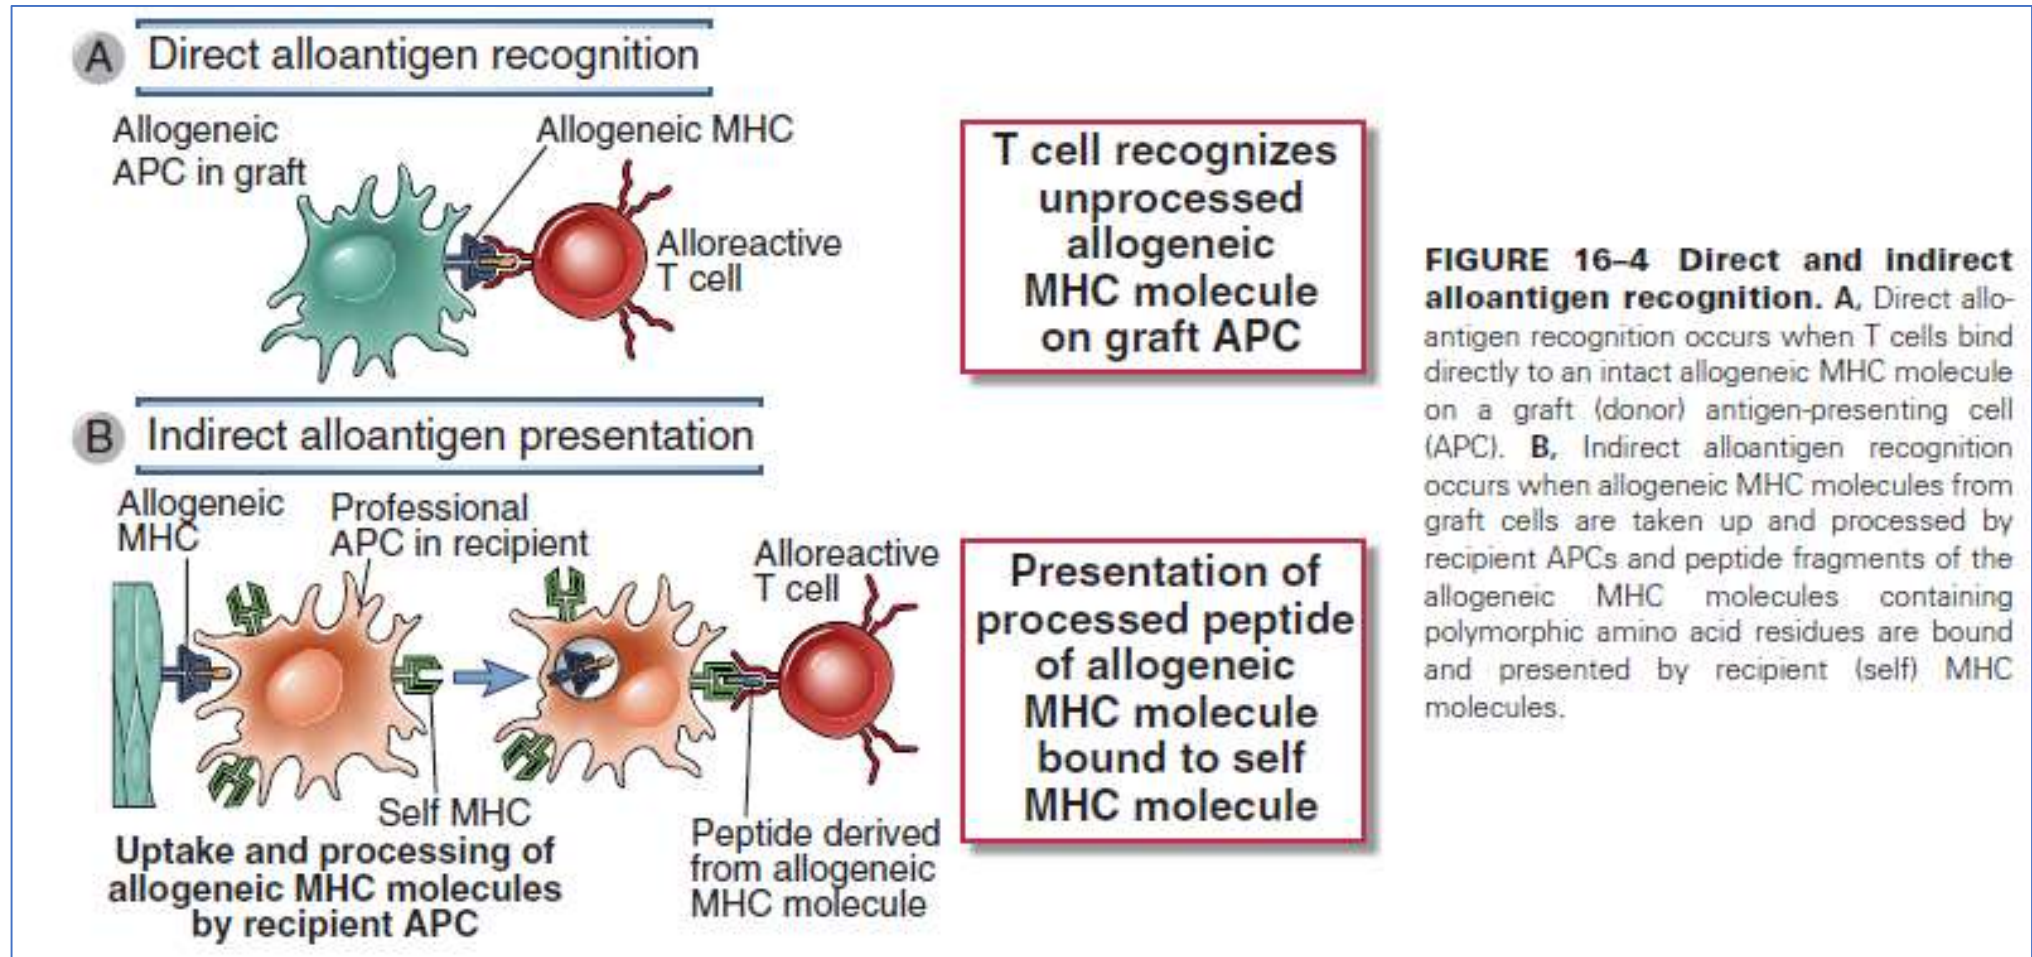 A Direct alloantigen recognition
Allogeneic
APC in graft
Allogeneic MHC
Alloreactive
T cell
T cell recognizes
unprocessed
allogeneic
MHC molecule
on graft APC
B Indirect alloantigen presentation
Allogeneic
MHC
Professional
APC in recipient
Alloreactive
T cell
Self MHC
Uptake and processing of
allogeneic MHC molecules
by recipient APC
Peptide derived
from allogeneic
MHC molecule
Presentation of
processed peptide
of allogeneic
MHC molecule
bound to self
MHC molecule
FIGURE 16–4 Direct and indirect
alloantigen recognition. A, Direct allo-
antigen recognition occurs when T cells bind
directly to an intact allogeneic MHC molecule
on a graft (donor) antigen-presenting cell
(APC). B, Indirect alloantigen recognition
occurs when allogeneic MHC molecules from
graft cells are taken up and processed by
recipient APCs and peptide fragments of the
allogeneic MHC molecules containing
polymorphic amino acid residues are bound
and presented by recipient (self) MHC
molecules.